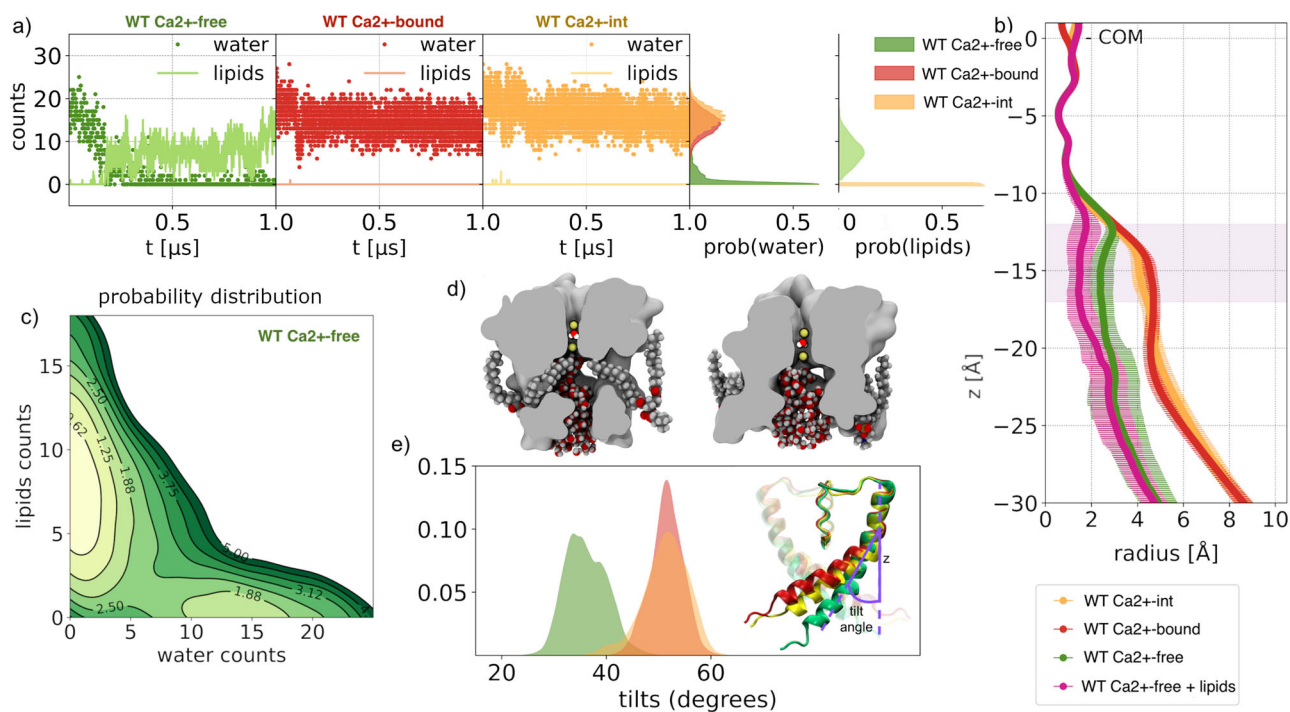 a)
WT Ca2+-free
WT Ca2+-bound
WT Ca2+-int
b)
water
lipids
water
lipids
water
lipids
WT Ca2+-free
WT Ca2+-bound
WT Ca2+-int
COM
counts
30
20
10
0
0.5
1.0
0.5
1.0
0.5
1.0
0.0
0.5
0
0.5
t [µs]
t [µs]
t [µs]
prob(water)
prob(lipids)
0
−5
−10
−15
−20
−25
−30
z [Å]
0
2
4
6
8
10
radius [Å]
probability distribution
c)
WT Ca2+-free
lipids counts
15
10
5
0
2.50
1.25
1.88
3.75
5.00
2.50
1.88
3.12
0
5
10
15
20
water counts
d)
e)
0.15
0.10
0.05
20
40
60
tilts (degrees)
z
tilt
angle
WT Ca2+-int
WT Ca2+-bound
WT Ca2+-free
WT Ca2+-free + lipids